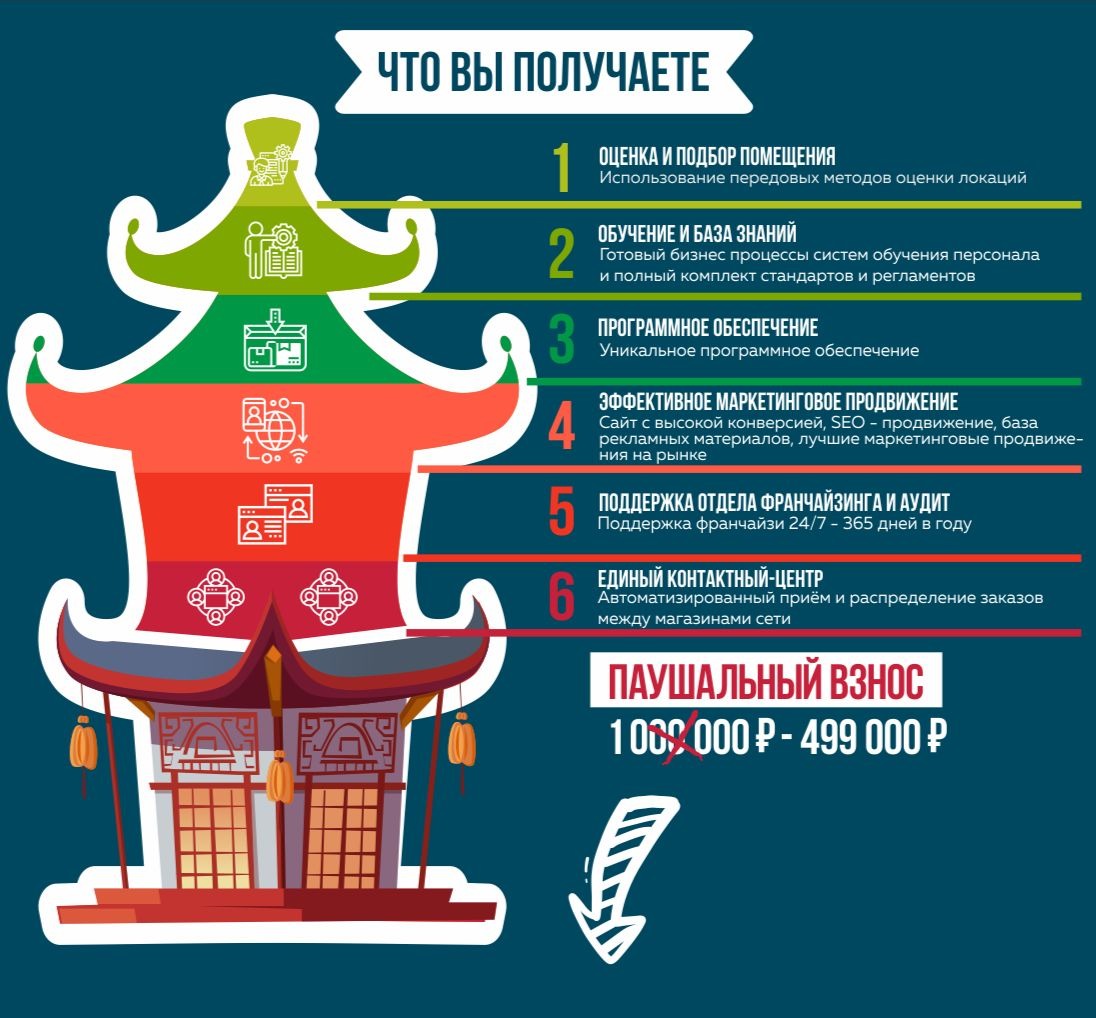 ЧТО ВЫ ПОЛУЧАЕТЕ
1
ОЦЕНКА И ПОДБОР ПОМЕЩЕНИЯ
Использование передовых методов оценки локаций
2
ОБУЧЕНИЕ И БАЗА ЗНАНИЙ
Готовый бизнес процессы систем обучения персонала
и полный комплект стандартов и регламентов
3
ПРОГРАММНОЕ ОБЕСПЕЧЕНИЕ
Уникальное программное обеспечение
4
ЭФФЕКТИВНОЕ МАРКЕТИНГОВОЕ ПРОДВИЖЕНИЕ
Сайт с высокой конверсией, SEO - продвижение, база
рекламных материалов, лучшие маркетинговые продвиже-
ния на рынке
5
ПОДДЕРЖКА ОТДЕЛА ФРАНЧАЙЗИНГА И АУДИТ
Поддержка франчайзи 24/7 - 365 дней в году
6
ЕДИНЫЙ КОНТАКТНЫЙ-ЦЕНТР
Автоматизированный приём и распределение заказов
между магазинами сети
ПАУШАЛЬНЫЙ ВЗНОС
1 000 000 ₽ - 499 000 ₽